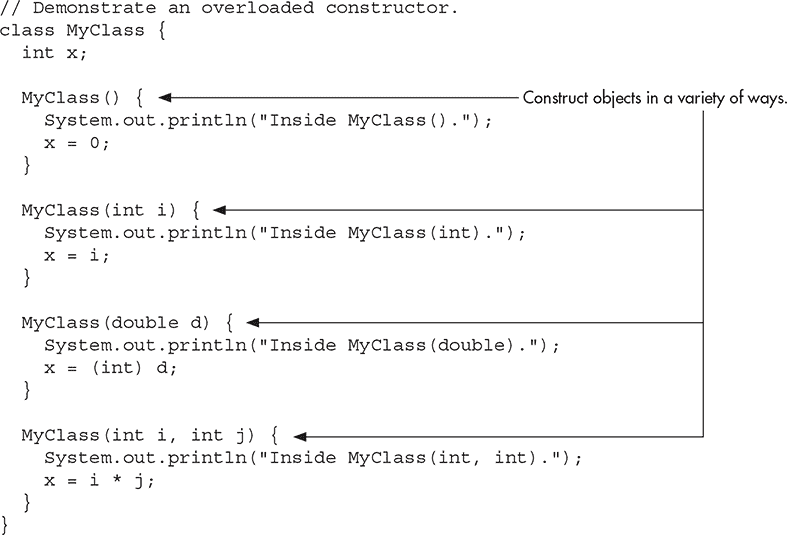 // Demonstrate an overloaded constructor.
class MyClass {
  int x;

  MyClass() {
Construct objects in a variety of ways.
    System.out.println("Inside MyClass().");
    x = 0;
  }

  MyClass(int i) {
    System.out.println("Inside MyClass(int).");
    x = i;
  }

  MyClass(double d) {
    System.out.println("Inside MyClass(double).");
    x = (int) d;
  }

  MyClass(int i, int j) {
    System.out.println("Inside MyClass(int, int).");
    x = i * j;
  }
}